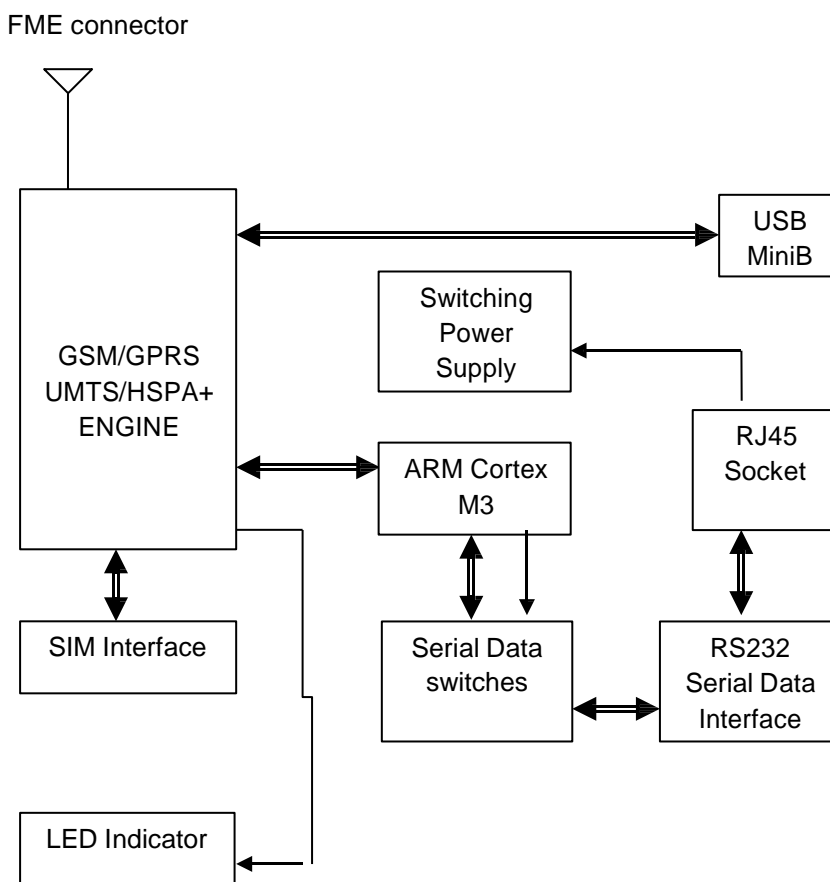 FME connector
USB
MiniB
Switching
Power
Supply
GSM/GPRS
UMTS/HSPA+
ENGINE
RJ45
Socket
ARM Cortex
M3
SIM Interface
Serial Data
switches
RS232
Serial Data
Interface
LED Indicator